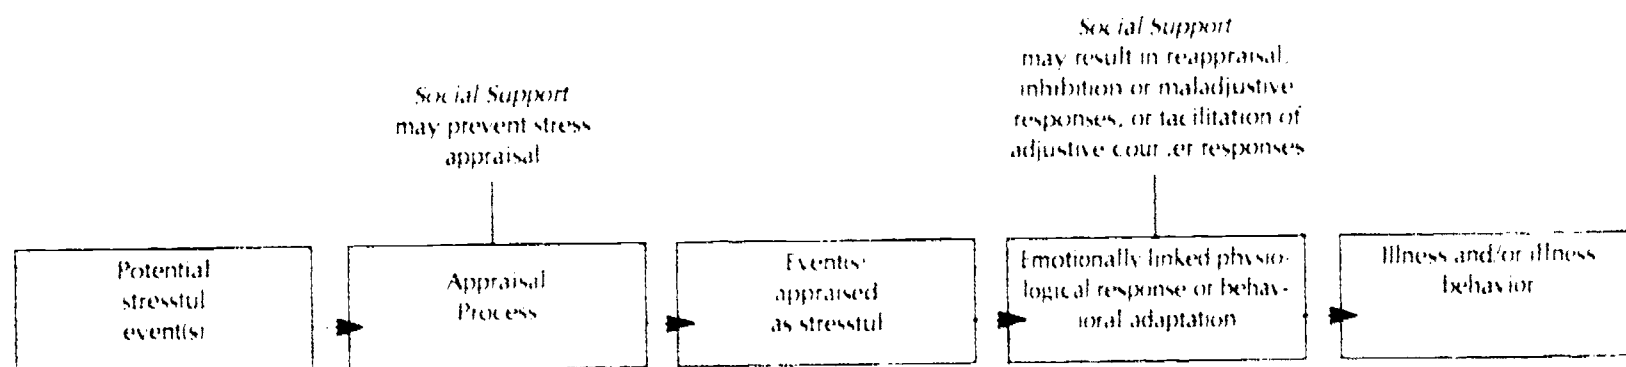 Social Support
may prevent stress
appraisal
Social Support
may result in reappraisal,
inhibition or maladjustive
responses, or facilitation of
adjustive responses
Potential
stressful
event(s)
Appraisal
Process
Event(s)
appraised
as stressful
Emotionally linked physio-
logical response or behav-
ioral adaptation
Illness and/or illness
behavior